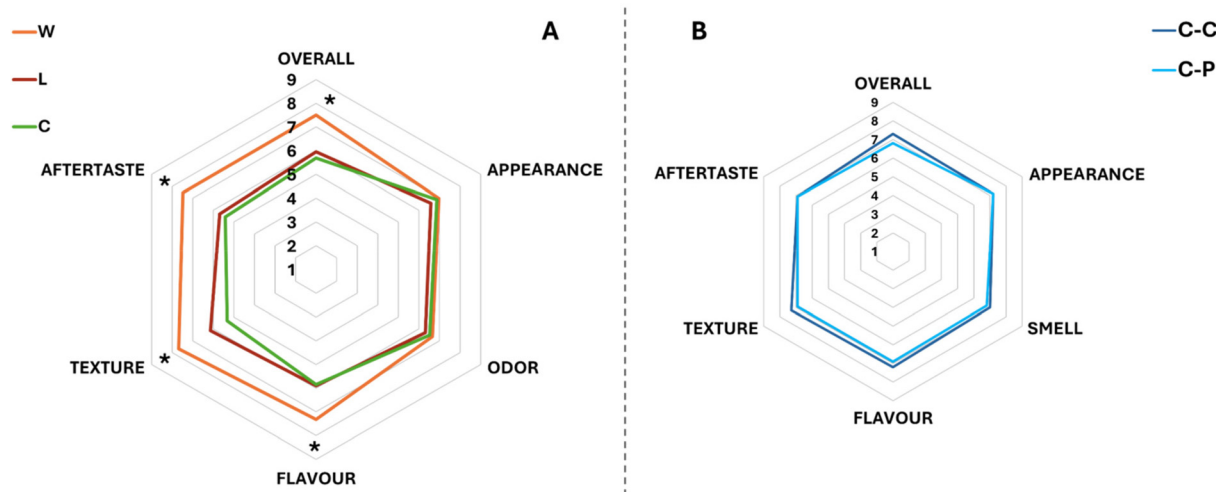 W
L
C
A
OVERALL
9
*
8
7
6
5
4
3
2
1
AFTERTASTE
*
APPEARANCE
TEXTURE
*
ODOR
*
FLAVOUR
B
C-C
C-P
OVERALL
9
8
7
6
5
4
3
2
1
AFTERTASTE
APPEARANCE
TEXTURE
SMELL
FLAVOUR